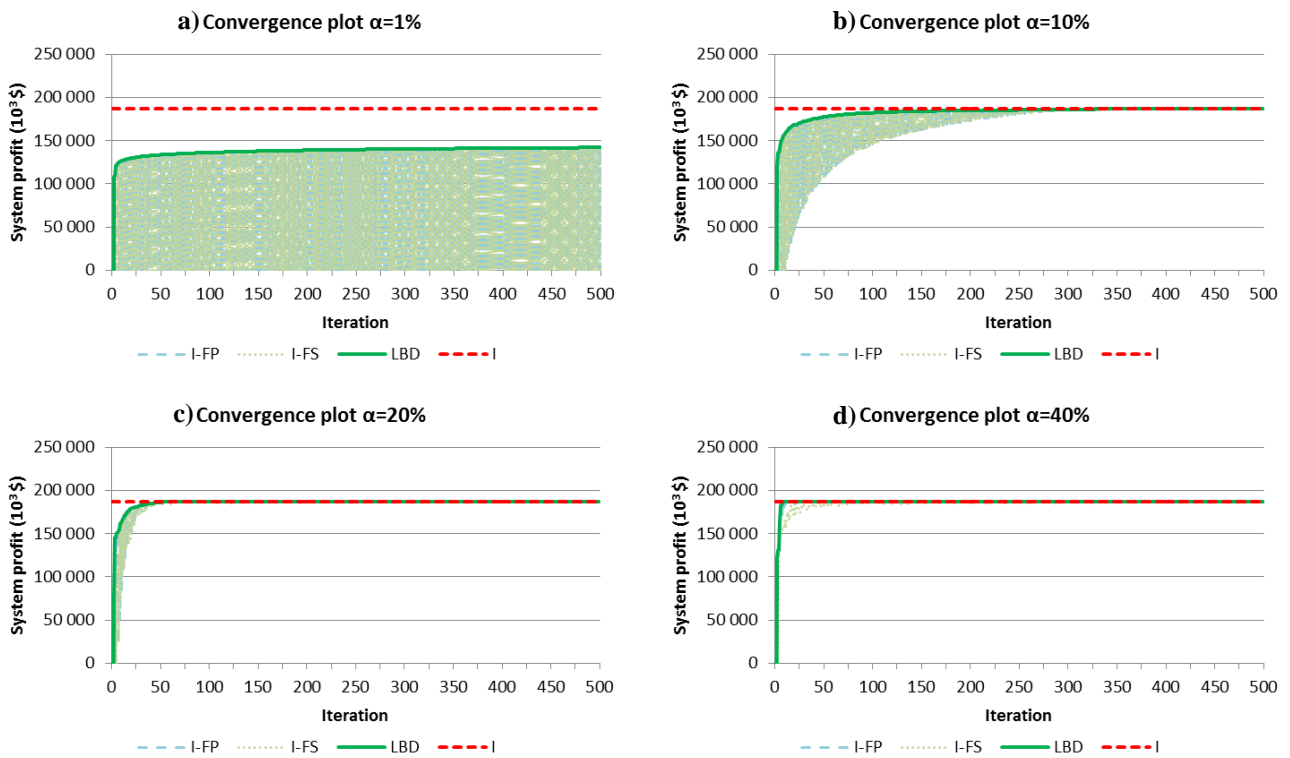 a) Convergence plot α=1%
250 000
200 000
150 000
100 000
50 000
0
System profit (10³ $)
0 50 100 150 200 250 300 350 400 450 500
Iteration
I-FP I-FS LBD I
b) Convergence plot α=10%
250 000
200 000
150 000
100 000
50 000
0
System profit (10³ $)
0 50 100 150 200 250 300 350 400 450 500
Iteration
I-FP I-FS LBD I
c) Convergence plot α=20%
250 000
200 000
150 000
100 000
50 000
0
System profit (10³ $)
0 50 100 150 200 250 300 350 400 450 500
Iteration
I-FP I-FS LBD I
d) Convergence plot α=40%
250 000
200 000
150 000
100 000
50 000
0
System profit (10³ $)
0 50 100 150 200 250 300 350 400 450 500
Iteration
I-FP I-FS LBD I